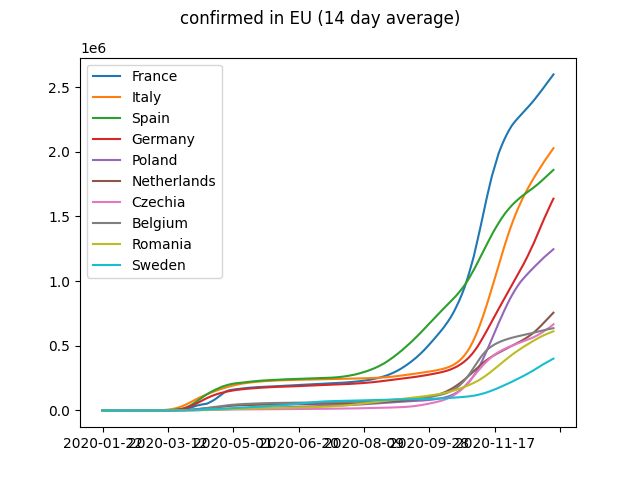 confirmed in EU (14 day average)
1e6
2.5
2.0
1.5
1.0
0.5
0.0
France
Italy
Spain
Germany
Poland
Netherlands
Czechia
Belgium
Romania
Sweden
2020-01-22 2020-03-12 2020-05-01 2020-06-20 2020-08-09 2020-09-28 2020-11-17